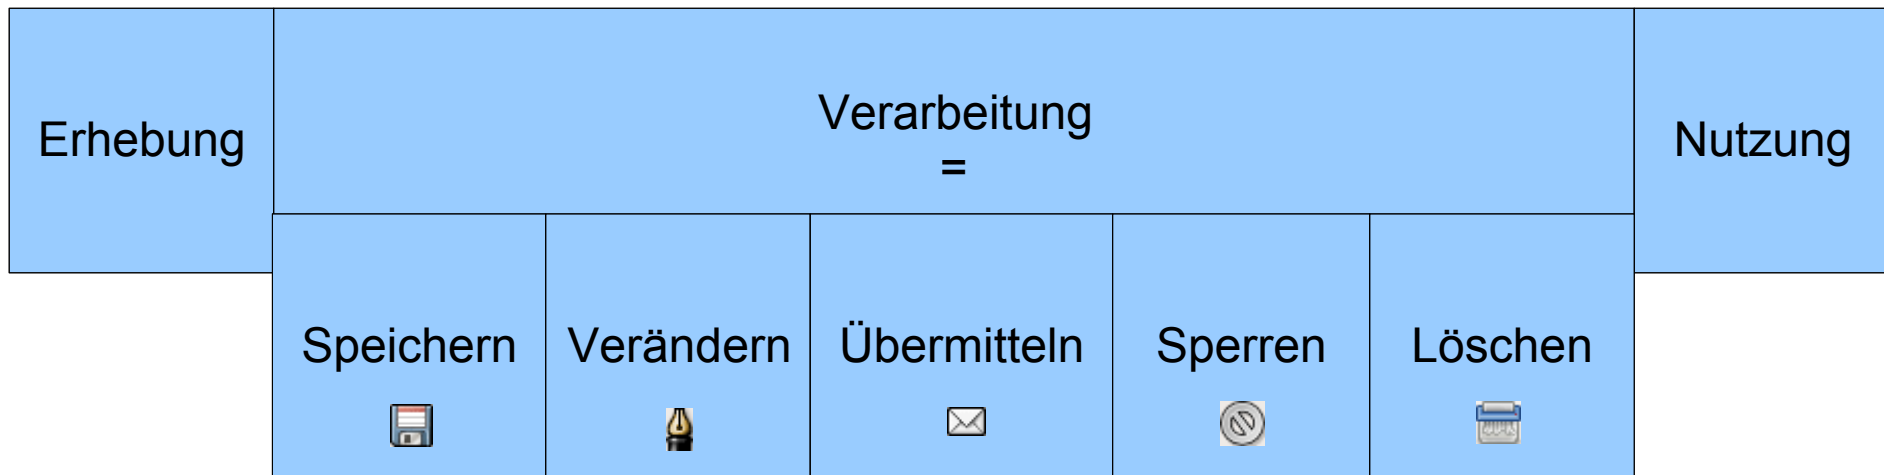 Erhebung
Verarbeitung
=
Nutzung
Speichern
Verändern
Übermitteln
Sperren
Löschen